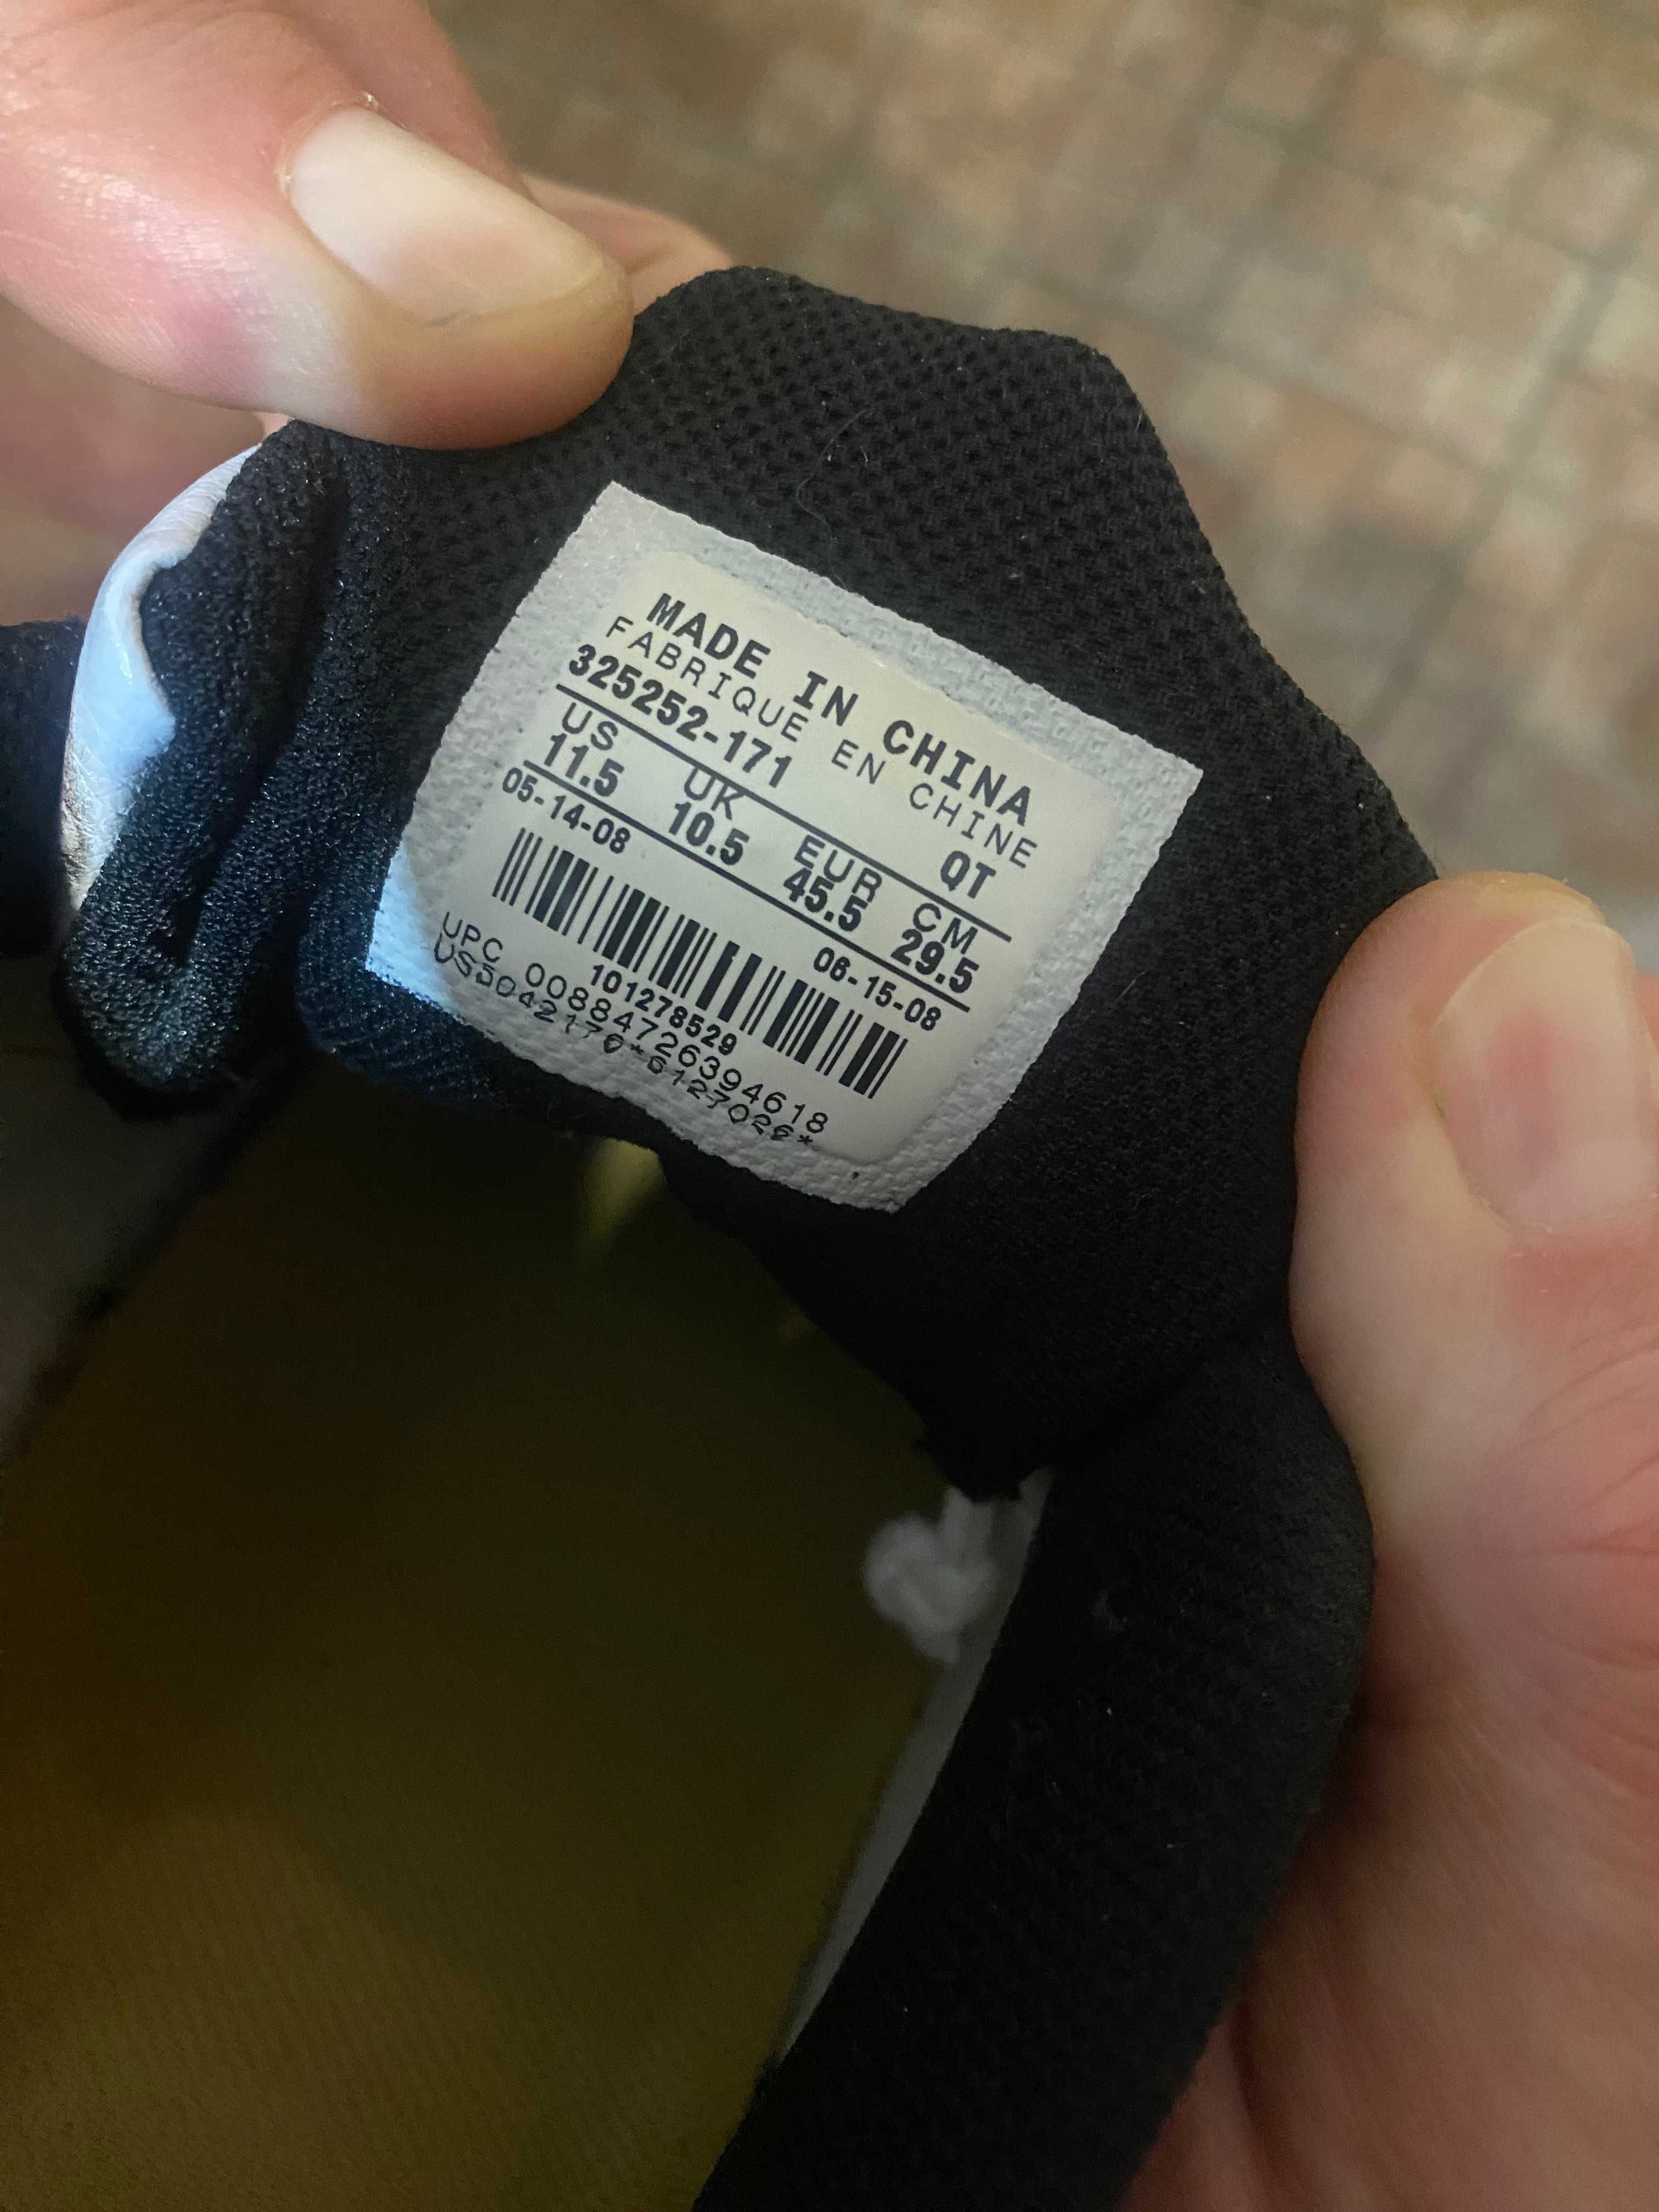 MADE IN CHINA
FABRIQUE EN CHINE
325252-171 QT
US UK EUR CM
11.5 10.5 45.5 29.5
05-14-08 06-15-08
101278529
UPC 00884726394618